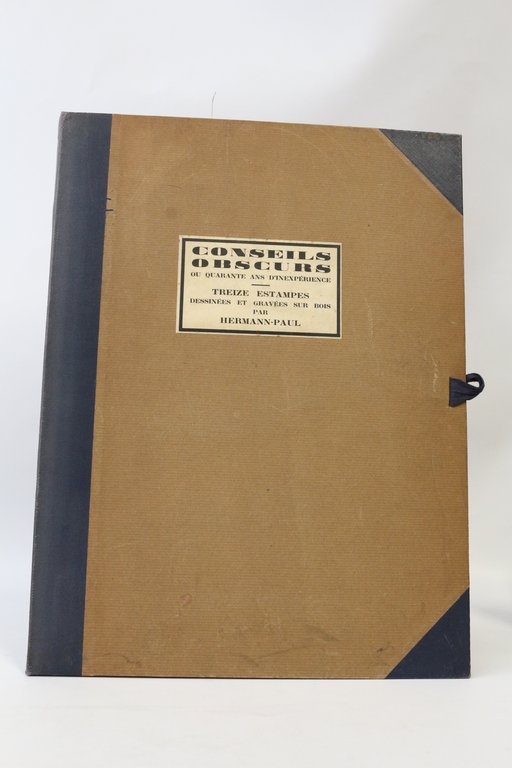 CONSEILS
OBSCURS
OU QUARANTE ANS D'INEXPÉRIENCE
TREIZE ESTAMPES
DESSINÉES ET GRAVÉES SUR BOIS
PAR
HERMANN-PAUL